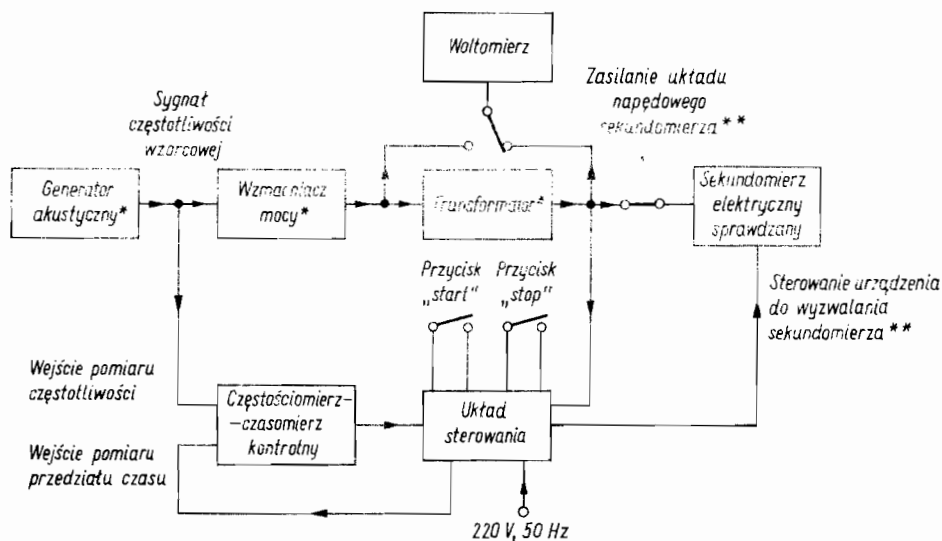 Woltomierz
Zasilanie układu
napędowego
sekundomierza**
Sygnał
częstotliwości
wzorcowej
Generator
akustyczny*
Wzmacniacz
mocy*
Transformator*
Sekundomierz
elektryczny
sprawdzany
Przycisk
„start"
Przycisk
„stop"
Sterowanie urządzenia
do wyzwalania
sekundomierza**
Wejście pomiaru
częstotliwości
Częstościomierz-
-czasomierz
kontrolny
Układ
sterowania
Wejście pomiaru
przedziału czasu
220 V, 50 Hz